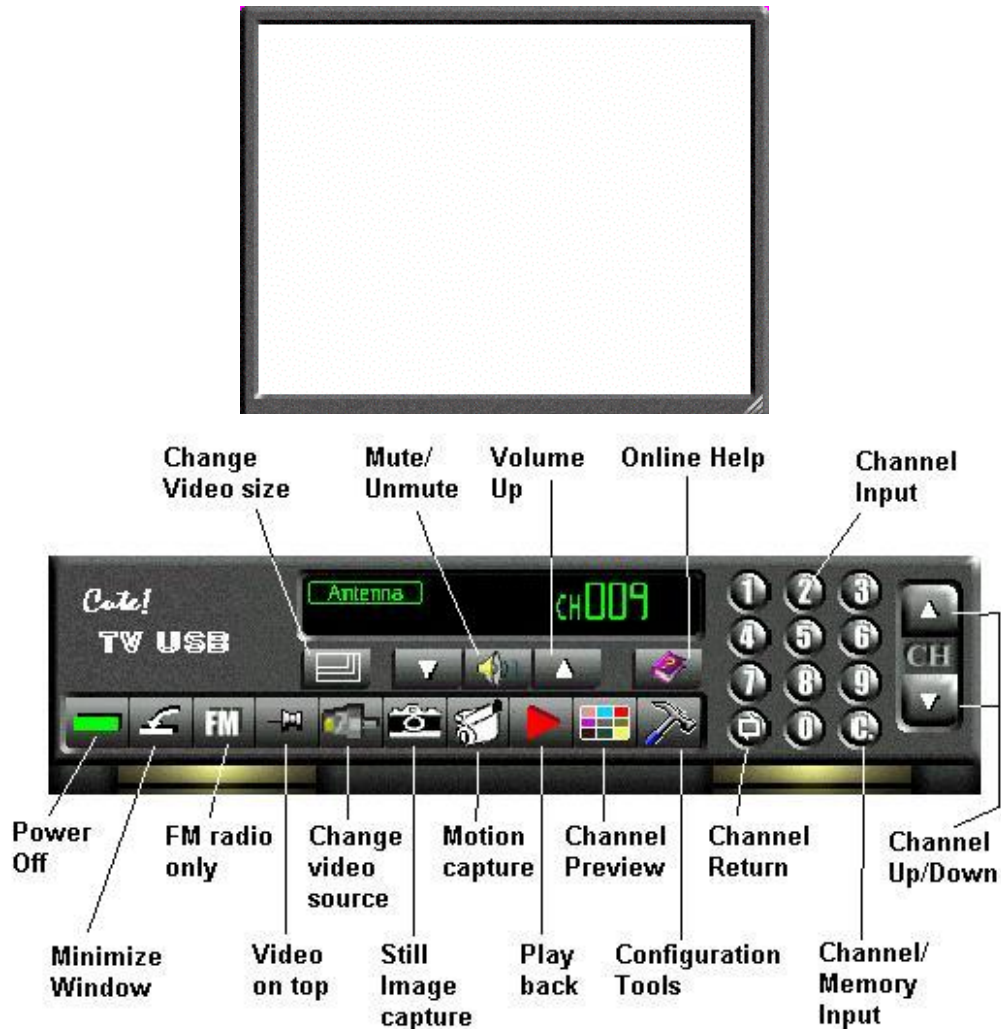 Change
Video size
Mute/
Unmute
Volume
Up
Online Help
Channel
Input
Cute!
TV USB
Antenna
CH009
1 2 3
4 5 6
7 8 9
0 C.
CH
FM
2
Power
Off
FM radio
only
Change
video
source
Motion
capture
Channel
Preview
Channel
Return
Channel
Up/Down
Minimize
Window
Video
on top
Still
Image
capture
Play
back
Configuration
Tools
Channel/
Memory
Input